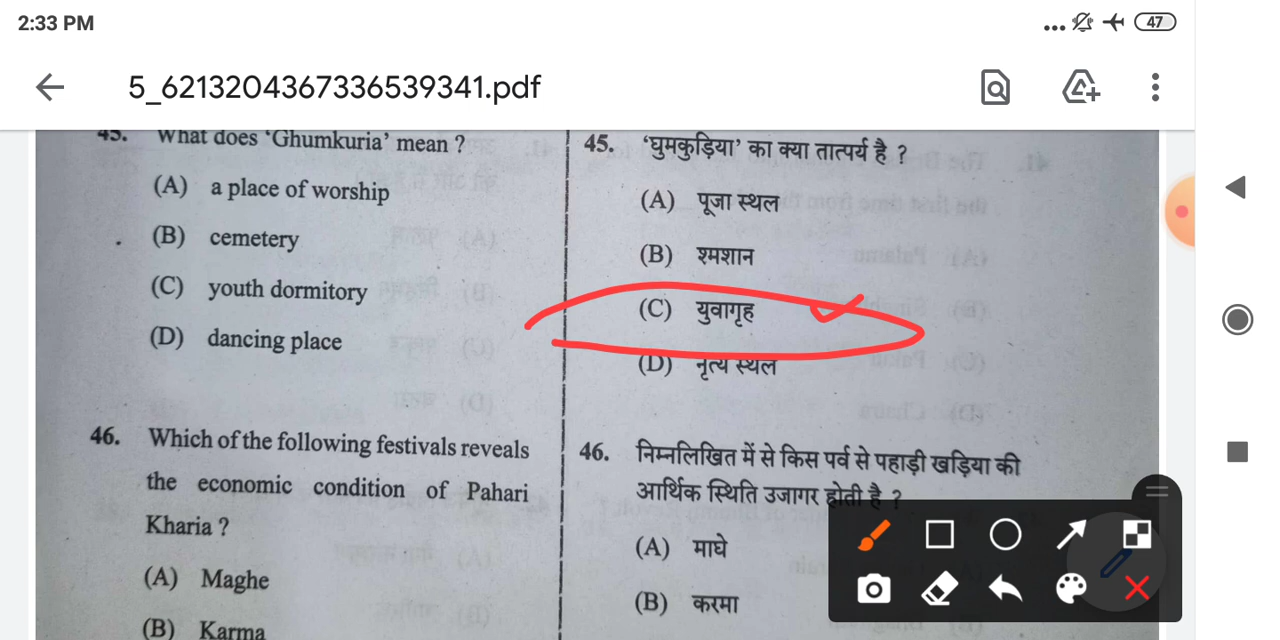 2:33 PM
47
5_6213204367336539341.pdf
45. What does ‘Ghumkuria’ mean ?
(A) a place of worship
(B) cemetery
(C) youth dormitory
(D) dancing place
46. Which of the following festivals reveals
the economic condition of Pahari
Kharia ?
(A) Maghe
(B) Karma
45. ‘घुमकुड़िया’ का क्या तात्पर्य है ?
(A) पूजा स्थल
(B) श्मशान
(C) युवागृह
(D) नृत्य स्थल
46. निम्नलिखित में से किस पर्व से पहाड़ी खड़िया की
आर्थिक स्थिति उजागर होती है ?
(A) माघे
(B) करमा